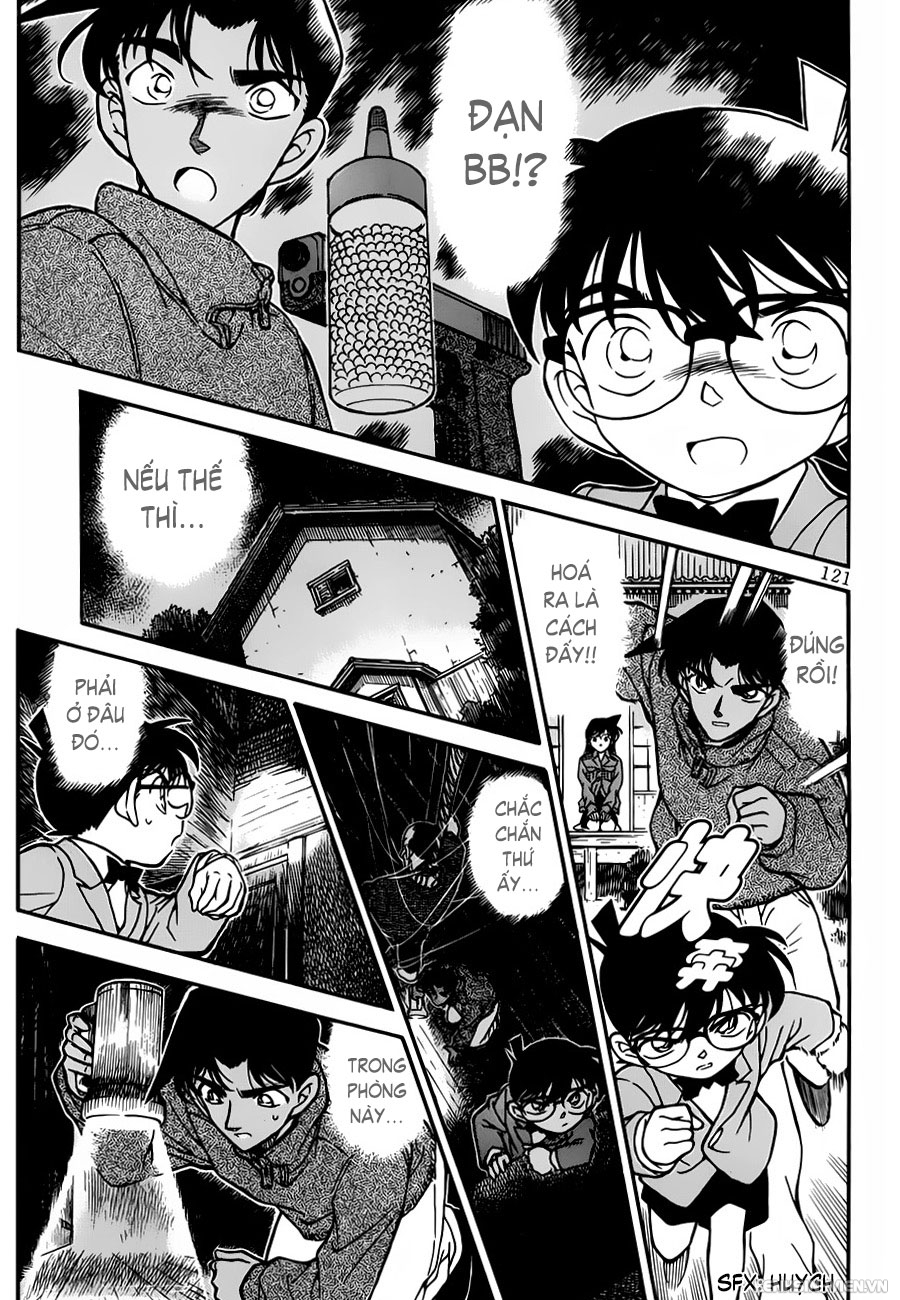 ĐẠN
BB!?
NẾU THẾ
THÌ...
121
ĐÚNG
RỒI!
HOÁ
RA LÀ
CÁCH
ĐẤY!!
CHẮC
CHẮN THỨ
ẤY...
PHẢI
Ở ĐÂU
ĐÓ...
TRONG
PHÒNG
NÀY...
SFX: HUỴCH